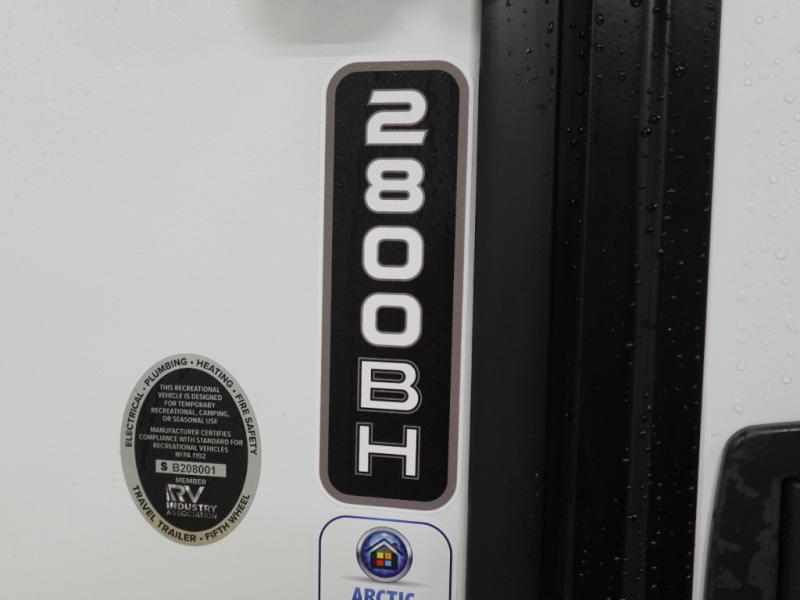 2800BH
ELECTRICAL • PLUMBING • HEATING • FIRE SAFETY
THIS RECREATIONAL
VEHICLE IS DESIGNED
FOR TEMPORARY
RECREATIONAL, CAMPING,
OR SEASONAL USE
MANUFACTURER CERTIFIES
COMPLIANCE WITH STANDARD FOR
RECREATIONAL VEHICLES
NFPA 1192
S B208001
MEMBER
RV
INDUSTRY
ASSOCIATION
TRAVEL TRAILER • FIFTH WHEEL
ARCTIC